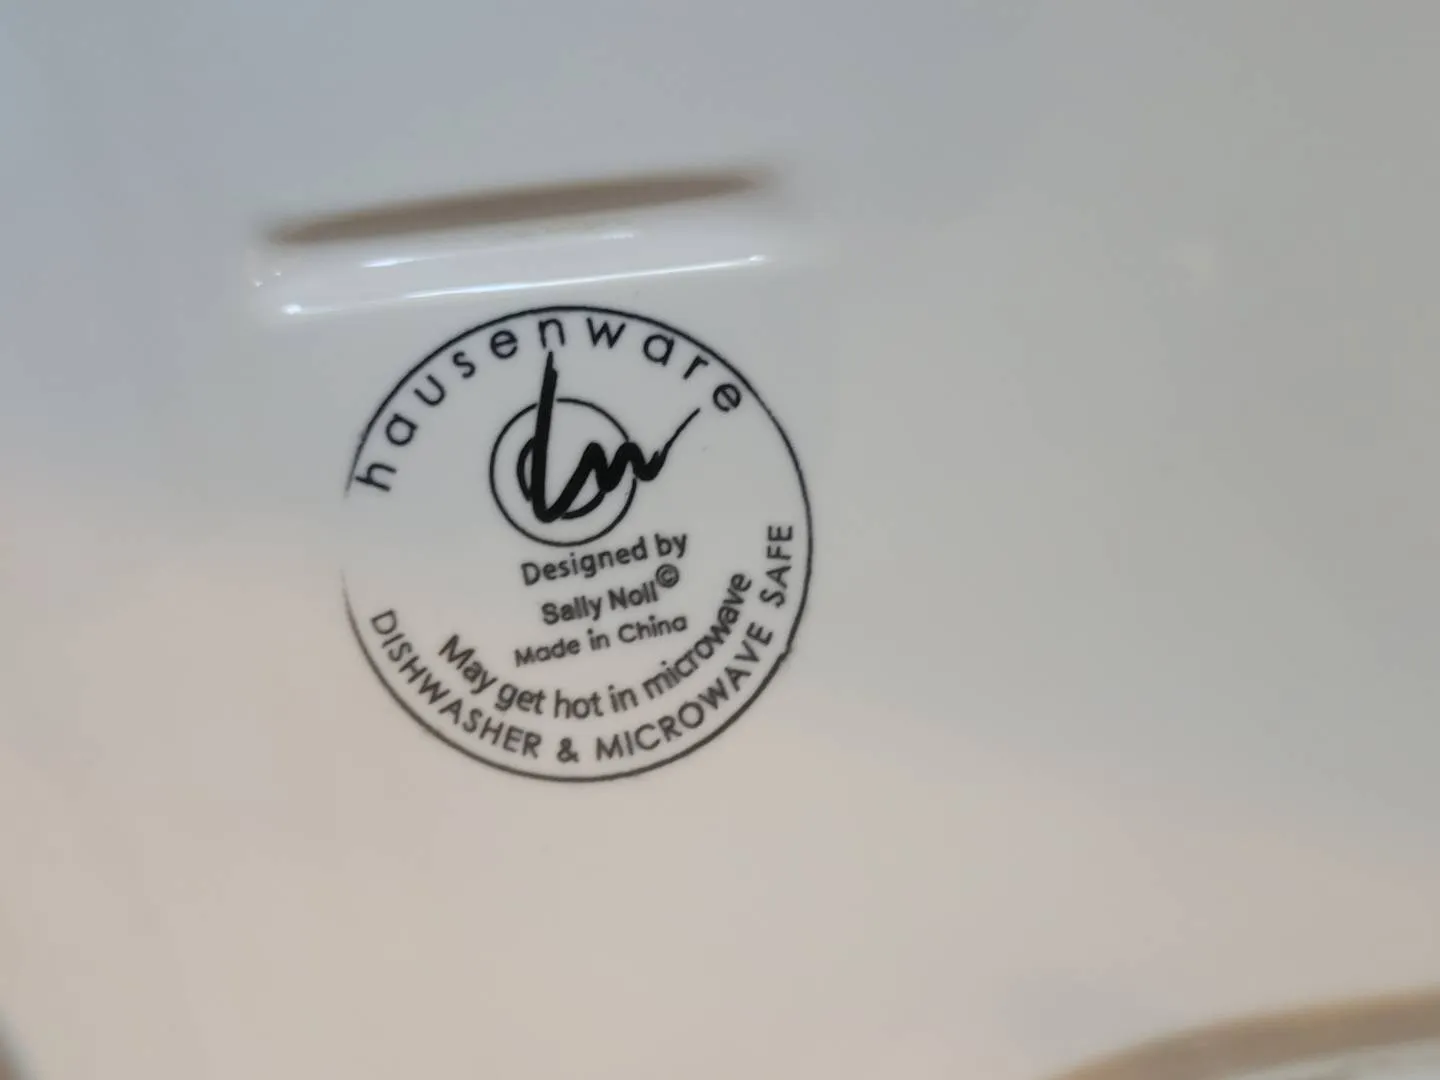 hausenware
Designed by
Sally Noll©
Made in China
May get hot in microwave
DISHWASHER & MICROWAVE SAFE